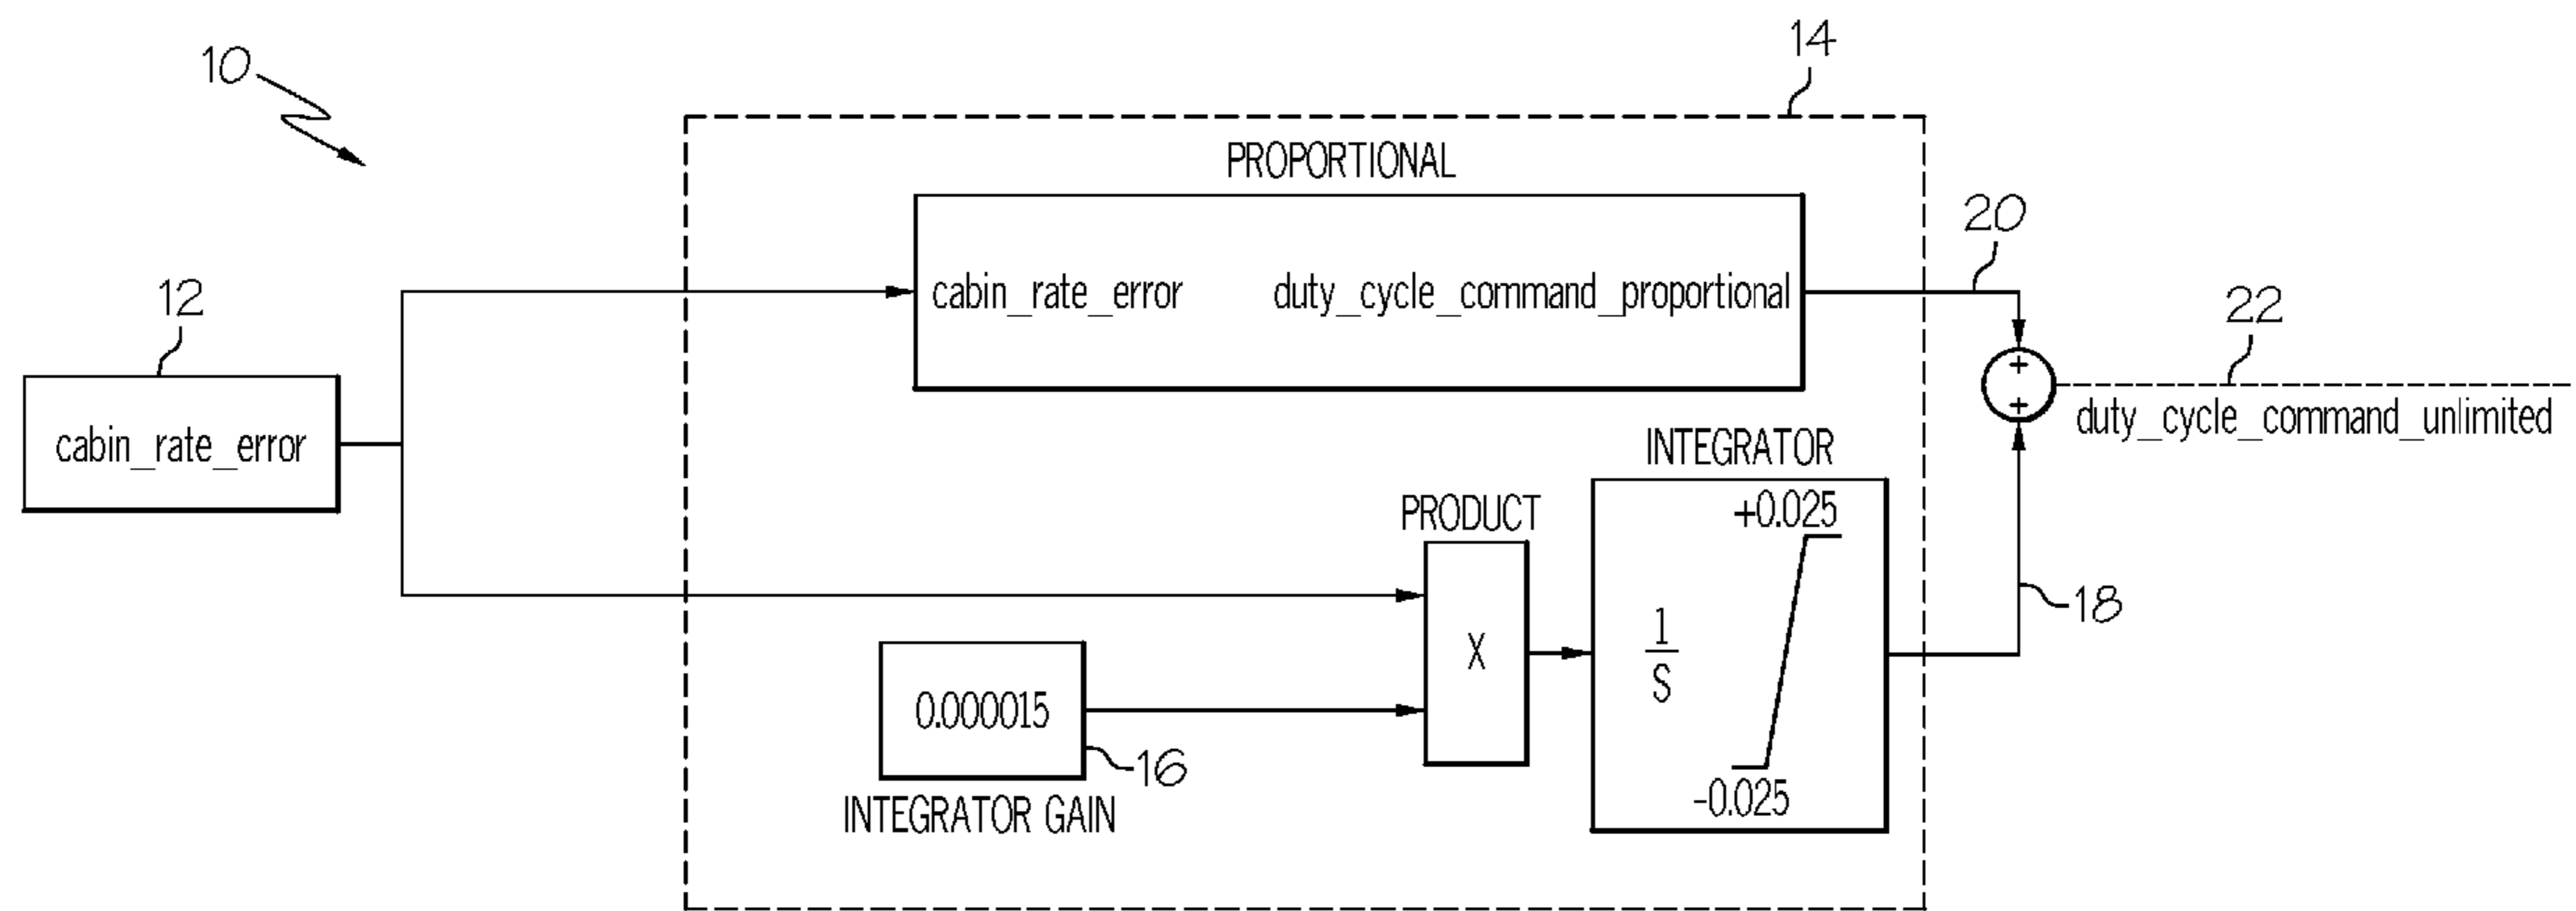 10
14
PROPORTIONAL
20
cabin_rate_error duty_cycle_command_proportional
12
22
cabin_rate_error
+
+
duty_cycle_command_unlimited
INTEGRATOR
PRODUCT
+0.025
18
1
S
X
0.000015
16
-0.025
INTEGRATOR GAIN